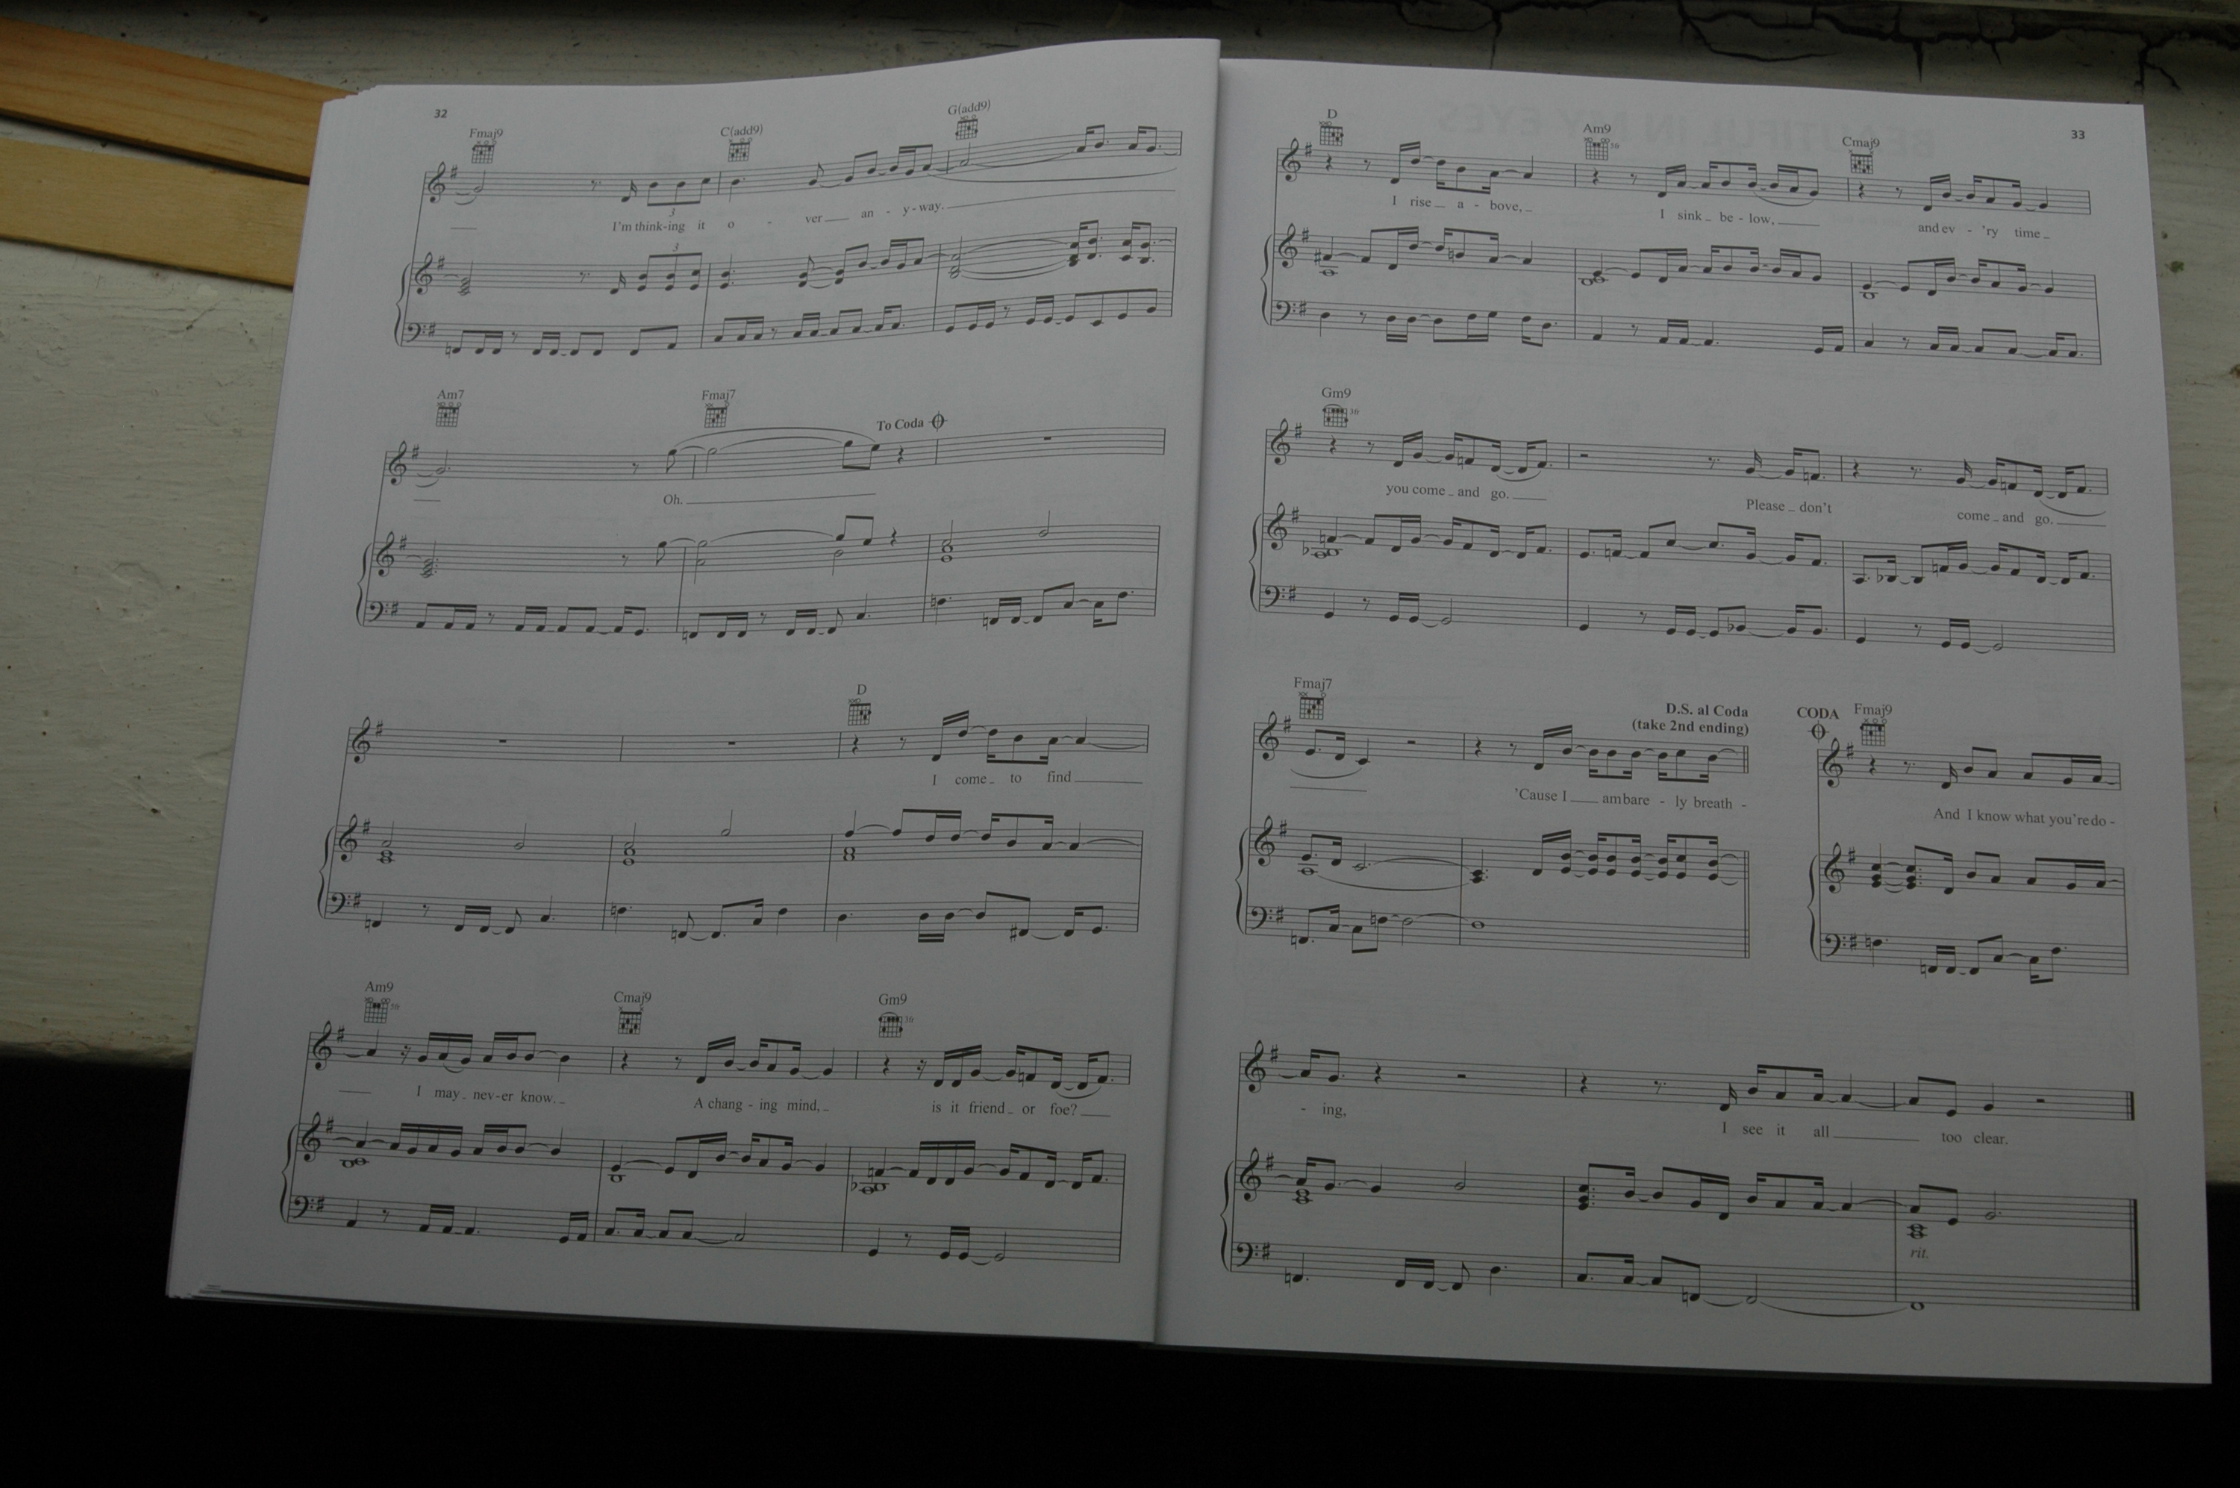 32
Fmaj9 C(add9) G(add9)
3
I'm think-ing it o - ver an - y-way.
3
Am7 Fmaj7
To Coda
Oh.
D
I come to find
Am9 Cmaj9 Gm9
I may nev-er know.
A chang - ing mind, is it friend or foe?
33
D Am9 Cmaj9
I rise a - bove, I sink be - low, and ev - 'ry time
Gm9
you come and go. Please don't come and go.
Fmaj7
D.S. al Coda
(take 2nd ending)
'Cause I am bare - ly breath -
CODA
Fmaj9
And I know what you're do -
- ing, I see it all too clear.
rit.